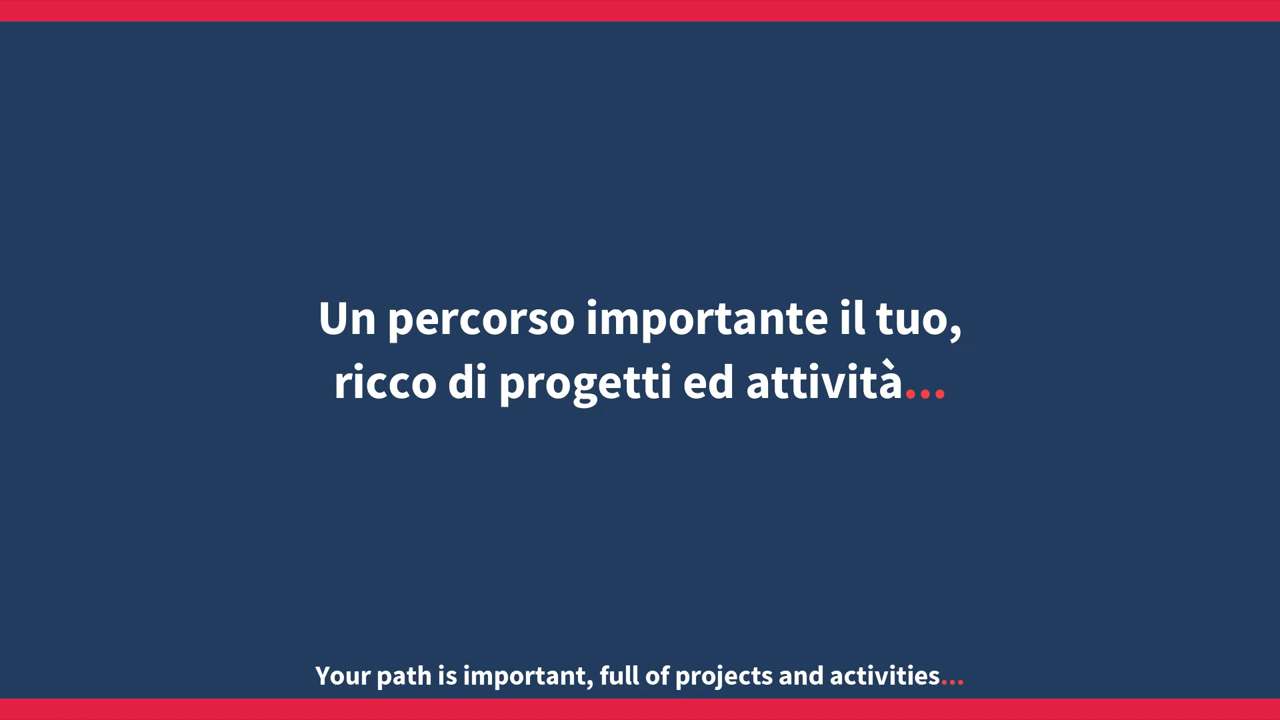 Un percorso importante il tuo,
ricco di progetti ed attività...
Your path is important, full of projects and activities...